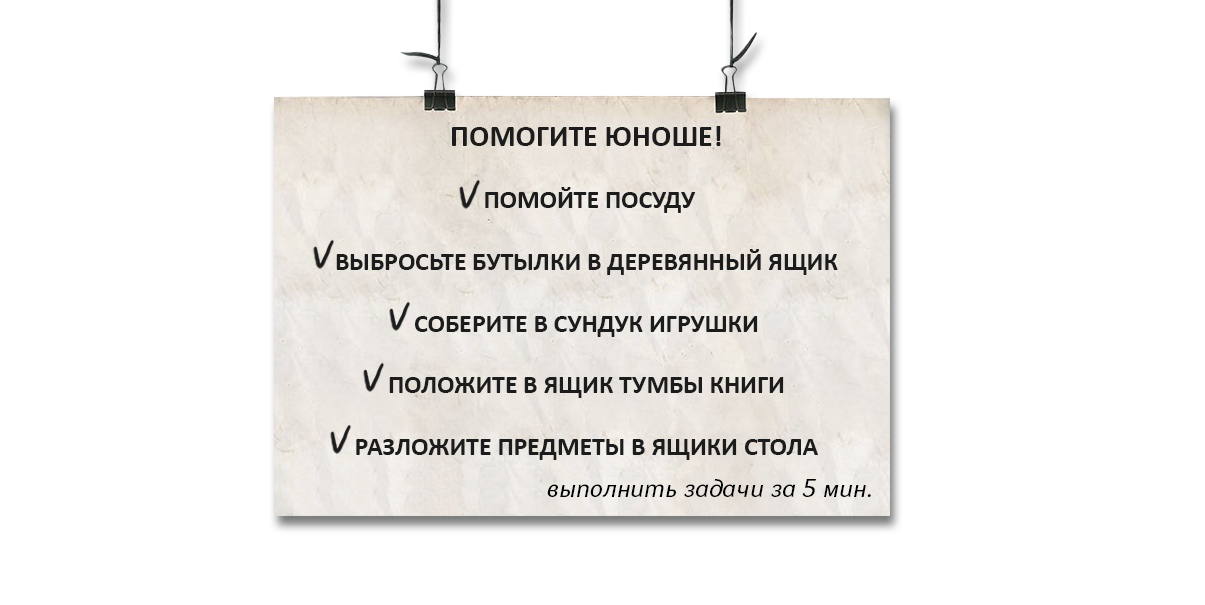 ПОМОГИТЕ ЮНОШЕ!
ПОМОЙТЕ ПОСУДУ
ВЫБРОСЬТЕ БУТЫЛКИ В ДЕРЕВЯННЫЙ ЯЩИК
СОБЕРИТЕ В СУНДУК ИГРУШКИ
ПОЛОЖИТЕ В ЯЩИК ТУМБЫ КНИГИ
РАЗЛОЖИТЕ ПРЕДМЕТЫ В ЯЩИКИ СТОЛА
выполнить задачи за 5 мин.